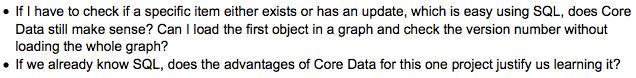 • If I have to check if a specific item either exists or has an update, which is easy using SQL, does Core
Data still make sense? Can I load the first object in a graph and check the version number without
loading the whole graph?
• If we already know SQL, does the advantages of Core Data for this one project justify us learning it?